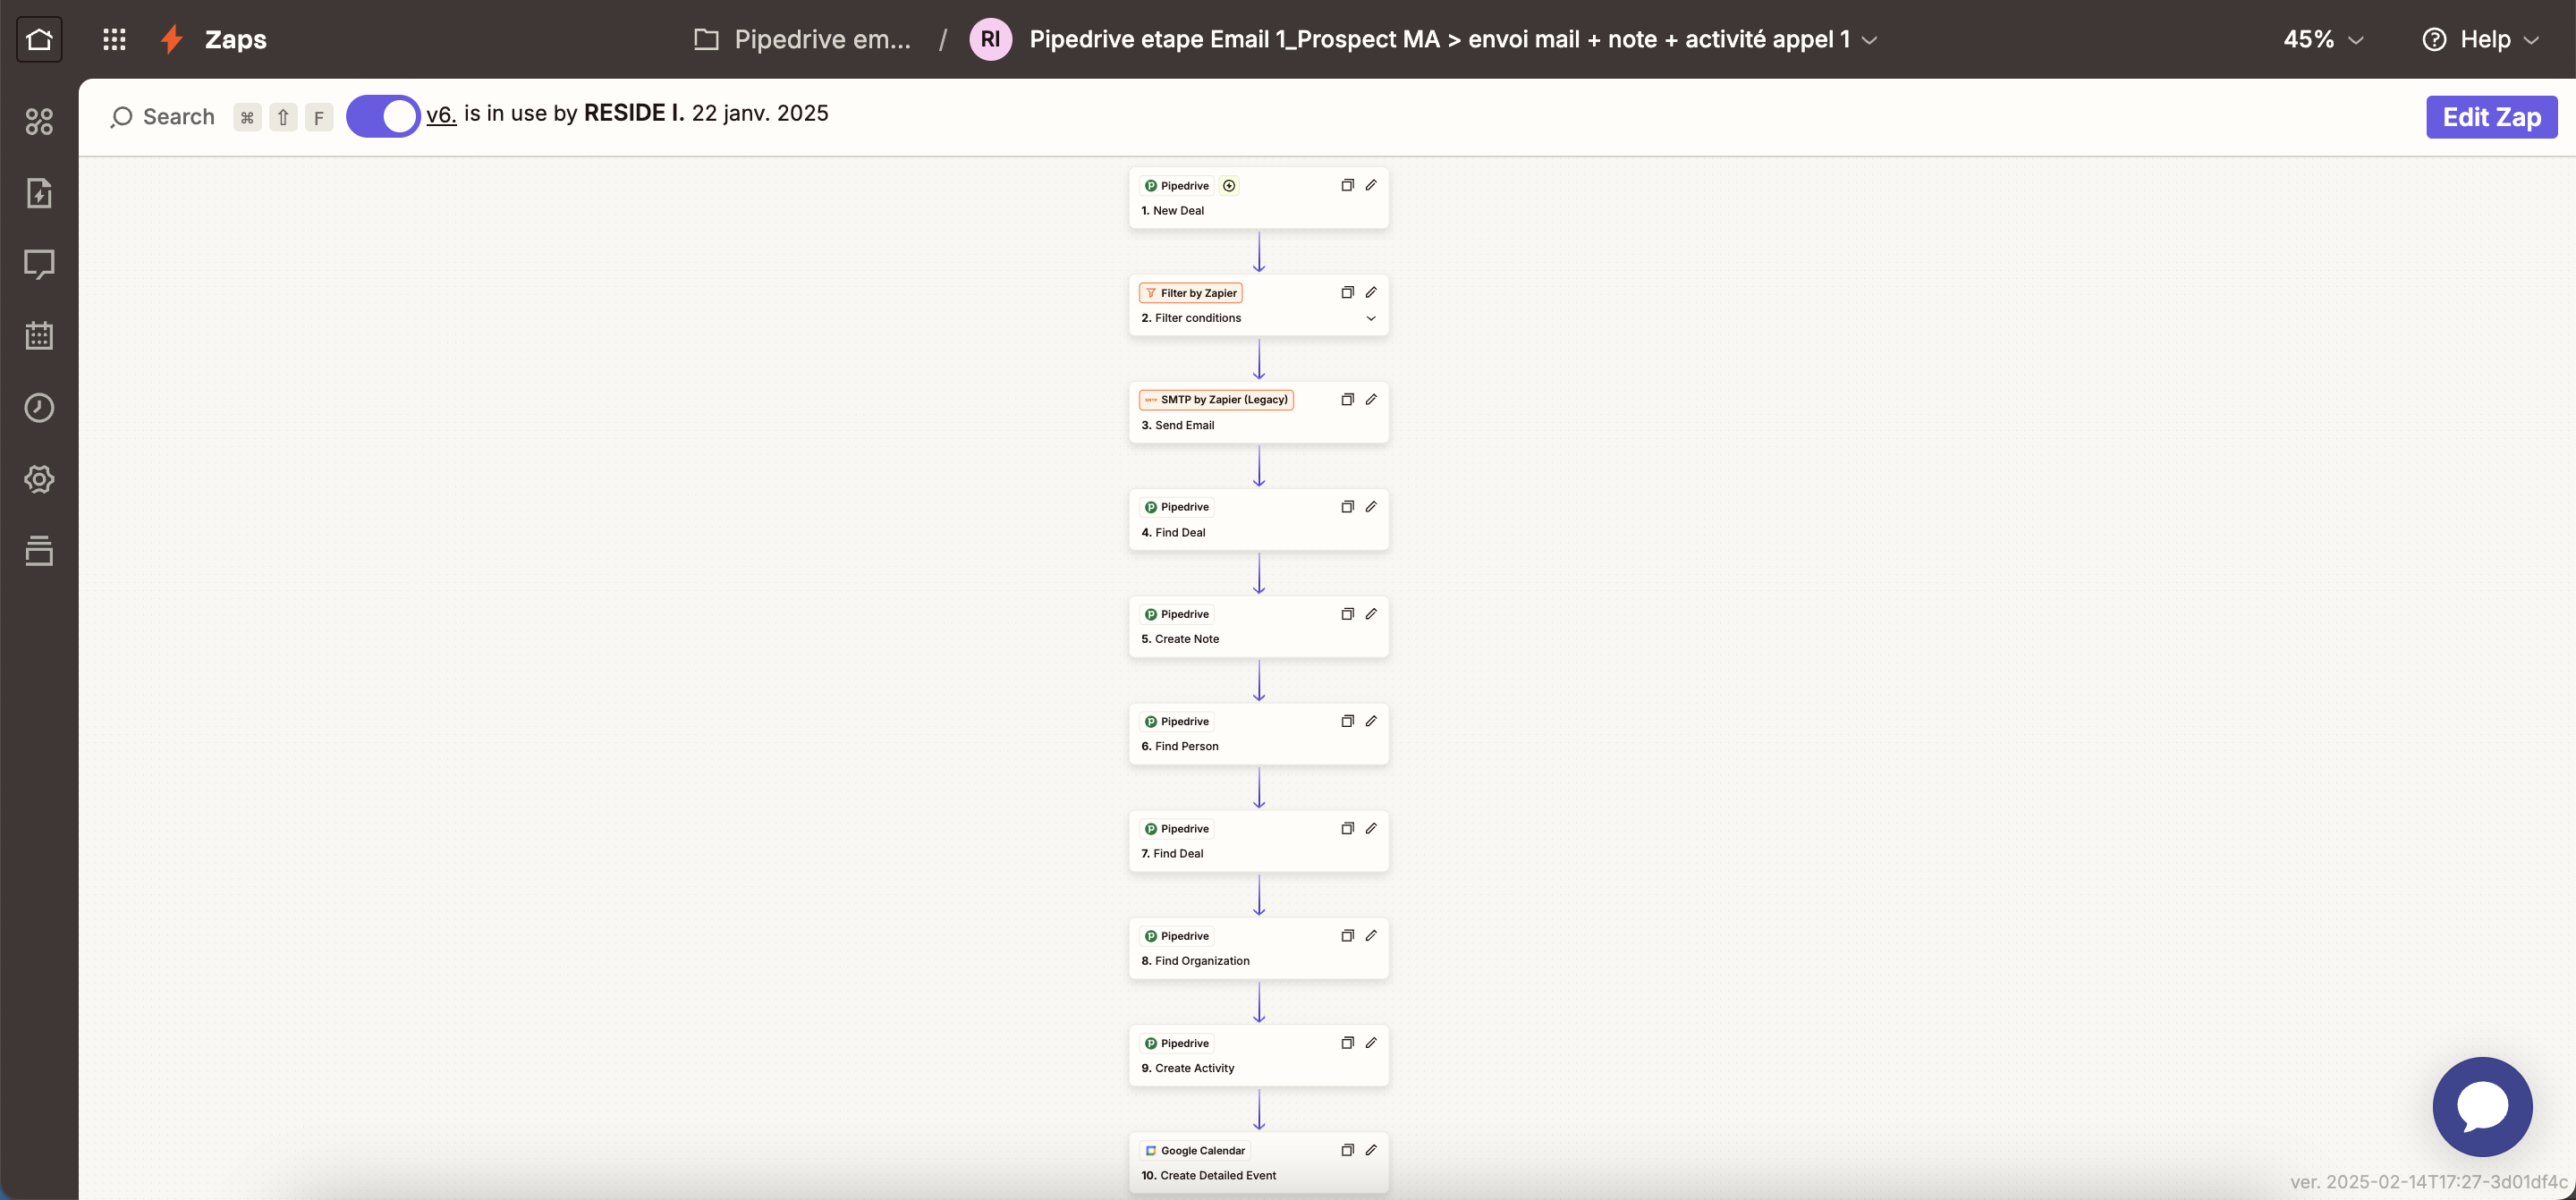 Zaps
Pipedrive em... / RI Pipedrive etape Email 1_Prospect MA > envoi mail + note + activité appel 1
45%
Help
Search ⌘ ⇧ F
v6. is in use by RESIDE I. 22 janv. 2025
Edit Zap
Pipedrive
1. New Deal
Filter by Zapier
2. Filter conditions
SMTP by Zapier (Legacy)
3. Send Email
Pipedrive
4. Find Deal
Pipedrive
5. Create Note
Pipedrive
6. Find Person
Pipedrive
7. Find Deal
Pipedrive
8. Find Organization
Pipedrive
9. Create Activity
Google Calendar
10. Create Detailed Event
ver. 2025-02-14T17:27-3d01df4c